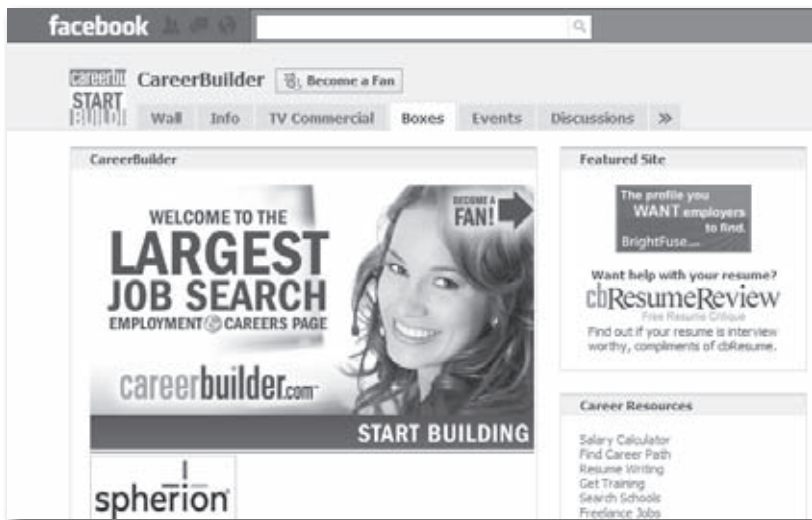 facebook
CareerBuilder Become a Fan
START
BUILD
Wall Info TV Commercial Boxes Events Discussions »
CareerBuilder
WELCOME TO THE
LARGEST
JOB SEARCH
EMPLOYMENT CAREERS PAGE
BECOME A
FAN!
careerbuilder.com
START BUILDING
spherion
Featured Site
The profile you
WANT employers
to find.
BrightFuse.com
Want help with your resume?
cbResumeReview
Free Resume Critique
Find out if your resume is interview
worthy, compliments of cbResume.
Career Resources
Salary Calculator
Find Career Path
Resume Writing
Get Training
Search Schools
Freelance Jobs